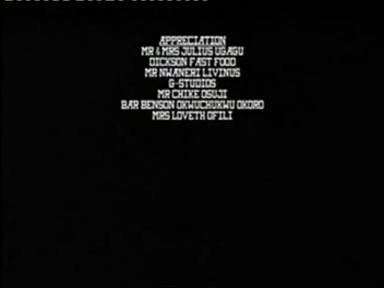 APPRECIATION
MR & MRS JULIUS UGAGU
DICKSON FAST FOOD
MR NWANERI LIVINUS
G-STUDIOS
MR CHIKE OSUJI
BAR BENSON OKWUCHUKWU OKORO
MRS LOVETH OFILI